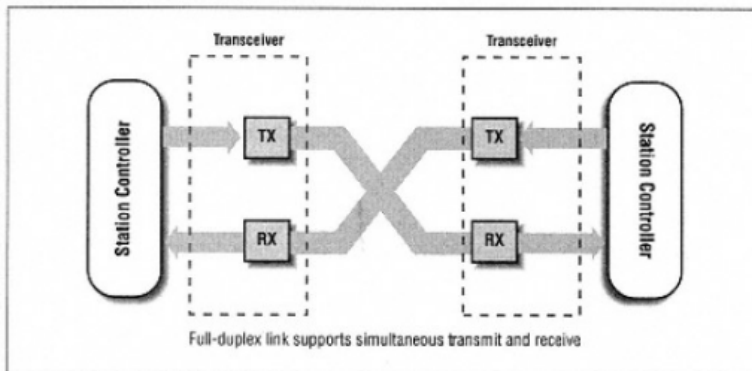 Transceiver
Transceiver
Station Controller
TX
TX
Station Controller
RX
RX
Full-duplex link supports simultaneous transmit and receive